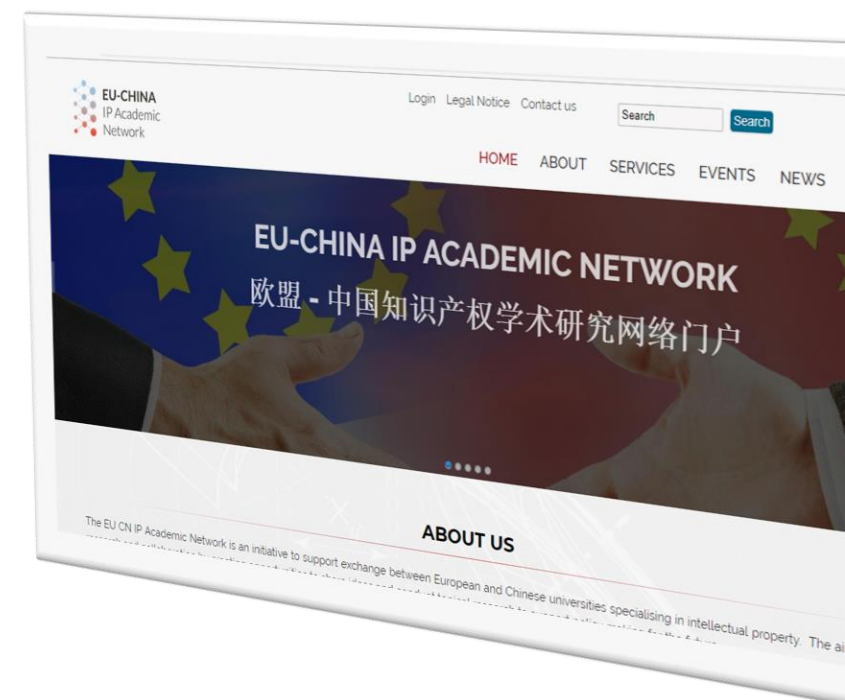 EU-CHINA
IP Academic
Network
Login Legal Notice Contact us
Search
Search
HOME ABOUT SERVICES EVENTS NEWS
EU-CHINA IP ACADEMIC NETWORK
欧盟 - 中国知识产权学术研究网络门户
ABOUT US
The EU CN IP Academic Network is an initiative to support exchange between European and Chinese universities specialising in intellectual property. The